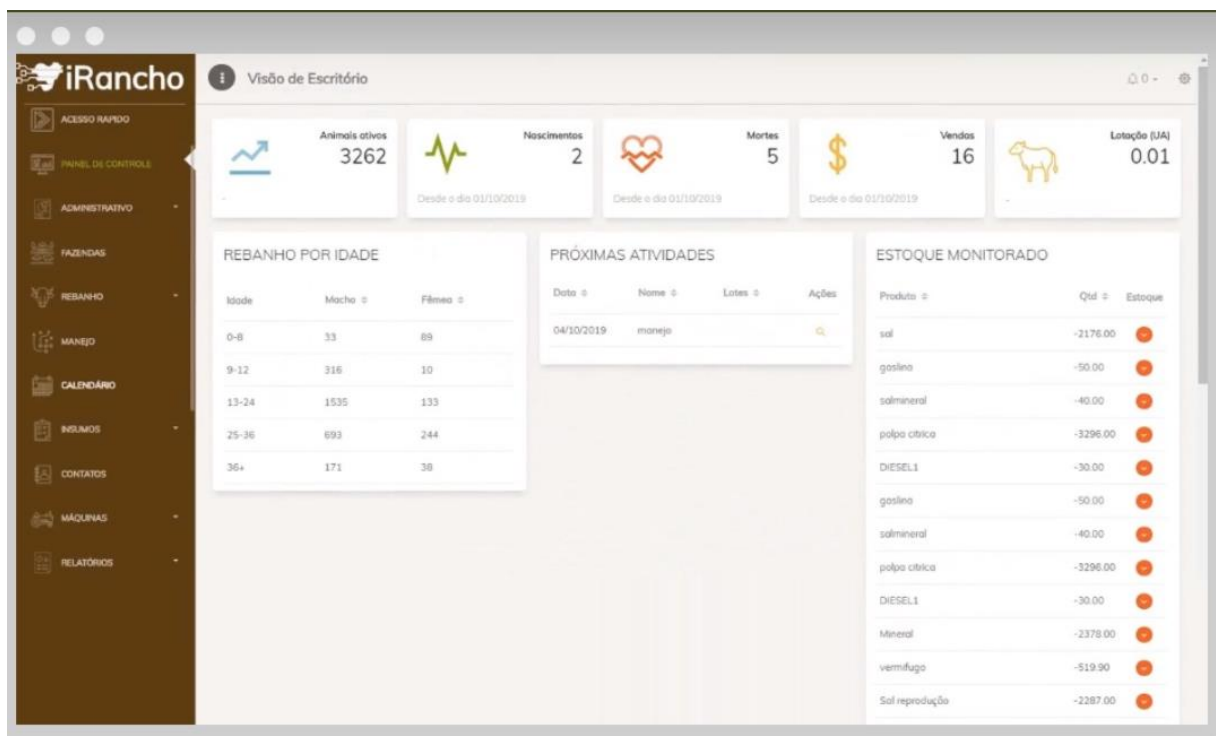 iRancho
Visão de Escritório
0
ACESSO RAPIDO
PAINEL DE CONTROLE
ADMINISTRATIVO
FAZENDAS
REBANHO
MANEJO
CALENDÁRIO
INSUMOS
CONTATOS
MÁQUINAS
RELATÓRIOS
Animais ativos
3262
-
Nascimentos
2
Desde o dia 01/10/2019
Mortes
5
Desde o dia 01/10/2019
Vendas
16
Desde o dia 01/10/2019
Lotação (UA)
0.01
-
REBANHO POR IDADE
Idade Macho Fêmea
0-8 33 89
9-12 316 10
13-24 1535 133
25-36 693 244
36+ 171 38
PRÓXIMAS ATIVIDADES
Data Nome Lotes Ações
04/10/2019 manejo
ESTOQUE MONITORADO
Produto Qtd Estoque
sal -2176.00
gaslina -50.00
salmineral -40.00
polpa citrica -3296.00
DIESEL1 -30.00
gaslina -50.00
salmineral -40.00
polpa citrica -3296.00
DIESEL1 -30.00
Mineral -2378.00
vermifugo -519.90
Sal reprodução -2287.00